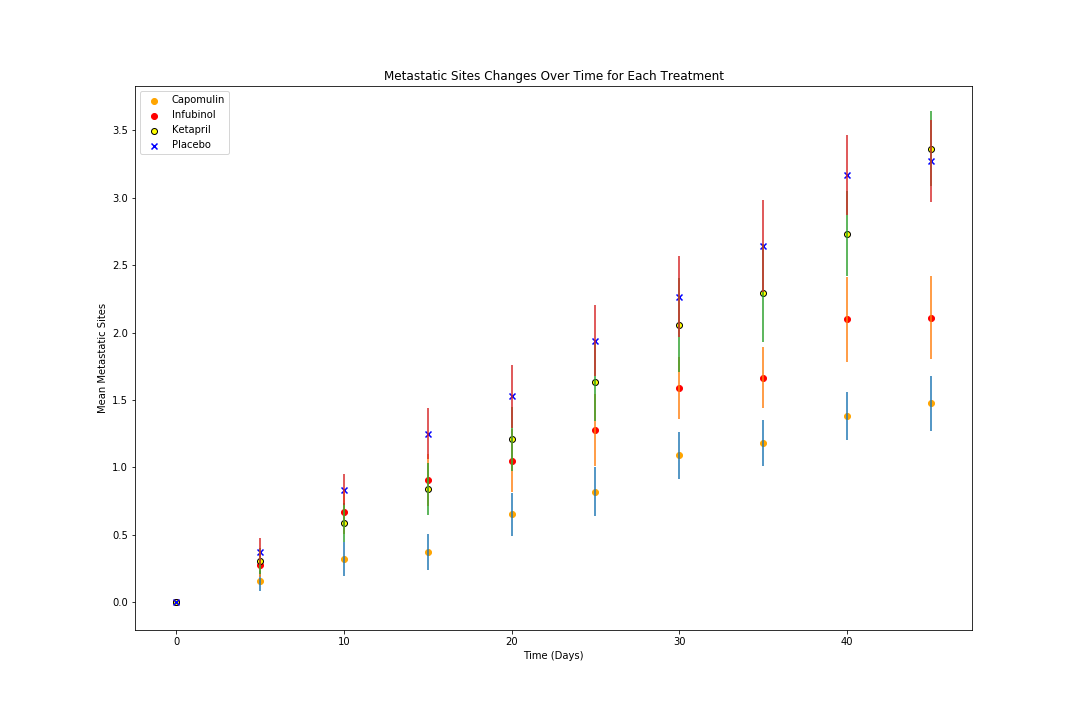 Metastatic Sites Changes Over Time for Each Treatment
Capomulin
Infubinol
Ketapril
Placebo
3.5
3.0
2.5
2.0
1.5
1.0
0.5
0.0
Mean Metastatic Sites
0 10 20 30 40
Time (Days)